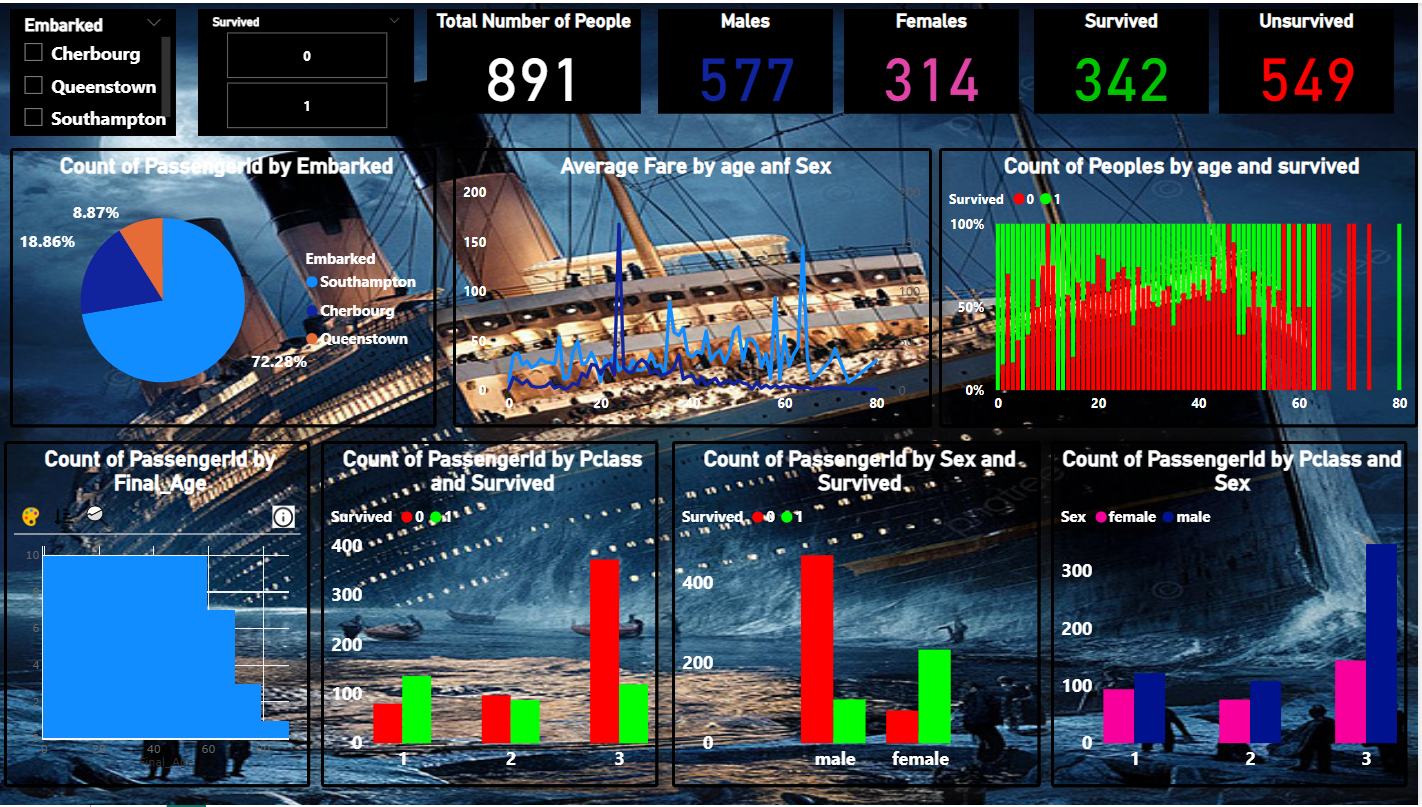 Embarked
Cherbourg
Queenstown
Southampton
Survived
0
1
Total Number of People
891
Males
577
Females
314
Survived
342
Unsurvived
549
Count of PassengerId by Embarked
8.87%
18.86%
72.28%
Embarked
Southampton
Cherbourg
Queenstown
Average Fare by age anf Sex
200
150
100
50
0
200
50
100
0
0
20
40
60
80
Count of Peoples by age and survived
Survived 0 1
100%
50%
0%
0
20
40
60
80
Count of PassengerId by
Final_Age
10
8
6
4
0
20
40
60
80
Final_Age
Count of PassengerId by Pclass
and Survived
Survived 0 1
400
300
200
100
0
1
2
3
Count of PassengerId by Sex and
Survived
Survived 0 1
400
200
0
male
female
Count of PassengerId by Pclass and
Sex
Sex female male
300
200
100
0
1
2
3